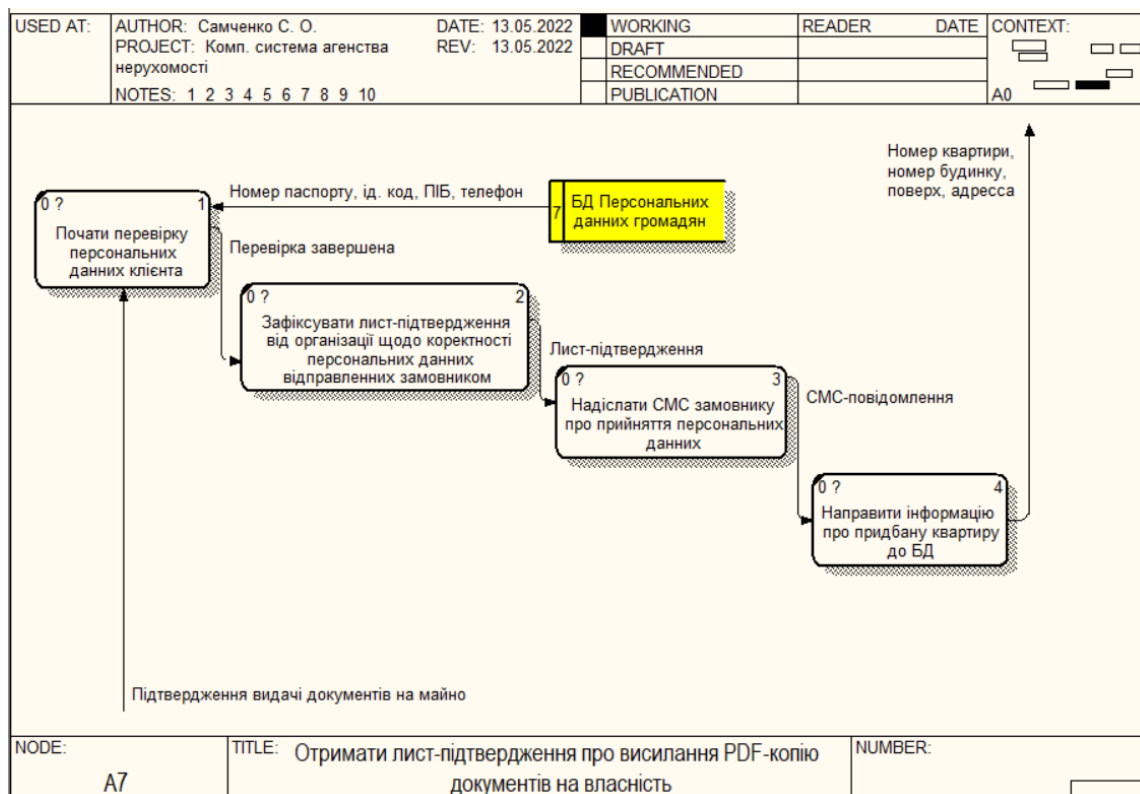 USED AT:
AUTHOR: Самченко С. О.
DATE: 13.05.2022
PROJECT: Комп. система агенства
нерухомості
REV: 13.05.2022
NOTES: 1 2 3 4 5 6 7 8 9 10
WORKING
DRAFT
RECOMMENDED
PUBLICATION
READER
DATE
CONTEXT:
A0
Номер квартири,
номер будинку,
поверх, адресса
Номер паспорту, ід. код, ПІБ, телефон
7
БД Персональних
данних громадян
0 ?
1
Почати перевірку
персональних
данних клієнта
Перевірка завершена
0 ?
2
Зафіксувати лист-підтвердження
від організації щодо коректності
персональних данних
відправленних замовником
Лист-підтвердження
0 ?
3
Надіслати СМС замовнику
про прийняття персональних
данних
СМС-повідомлення
0 ?
4
Направити інформацію
про придбану квартиру
до БД
Підтвердження видачі документів на майно
NODE:
A7
TITLE:
Отримати лист-підтвердження про висилання PDF-копію
документів на власність
NUMBER: